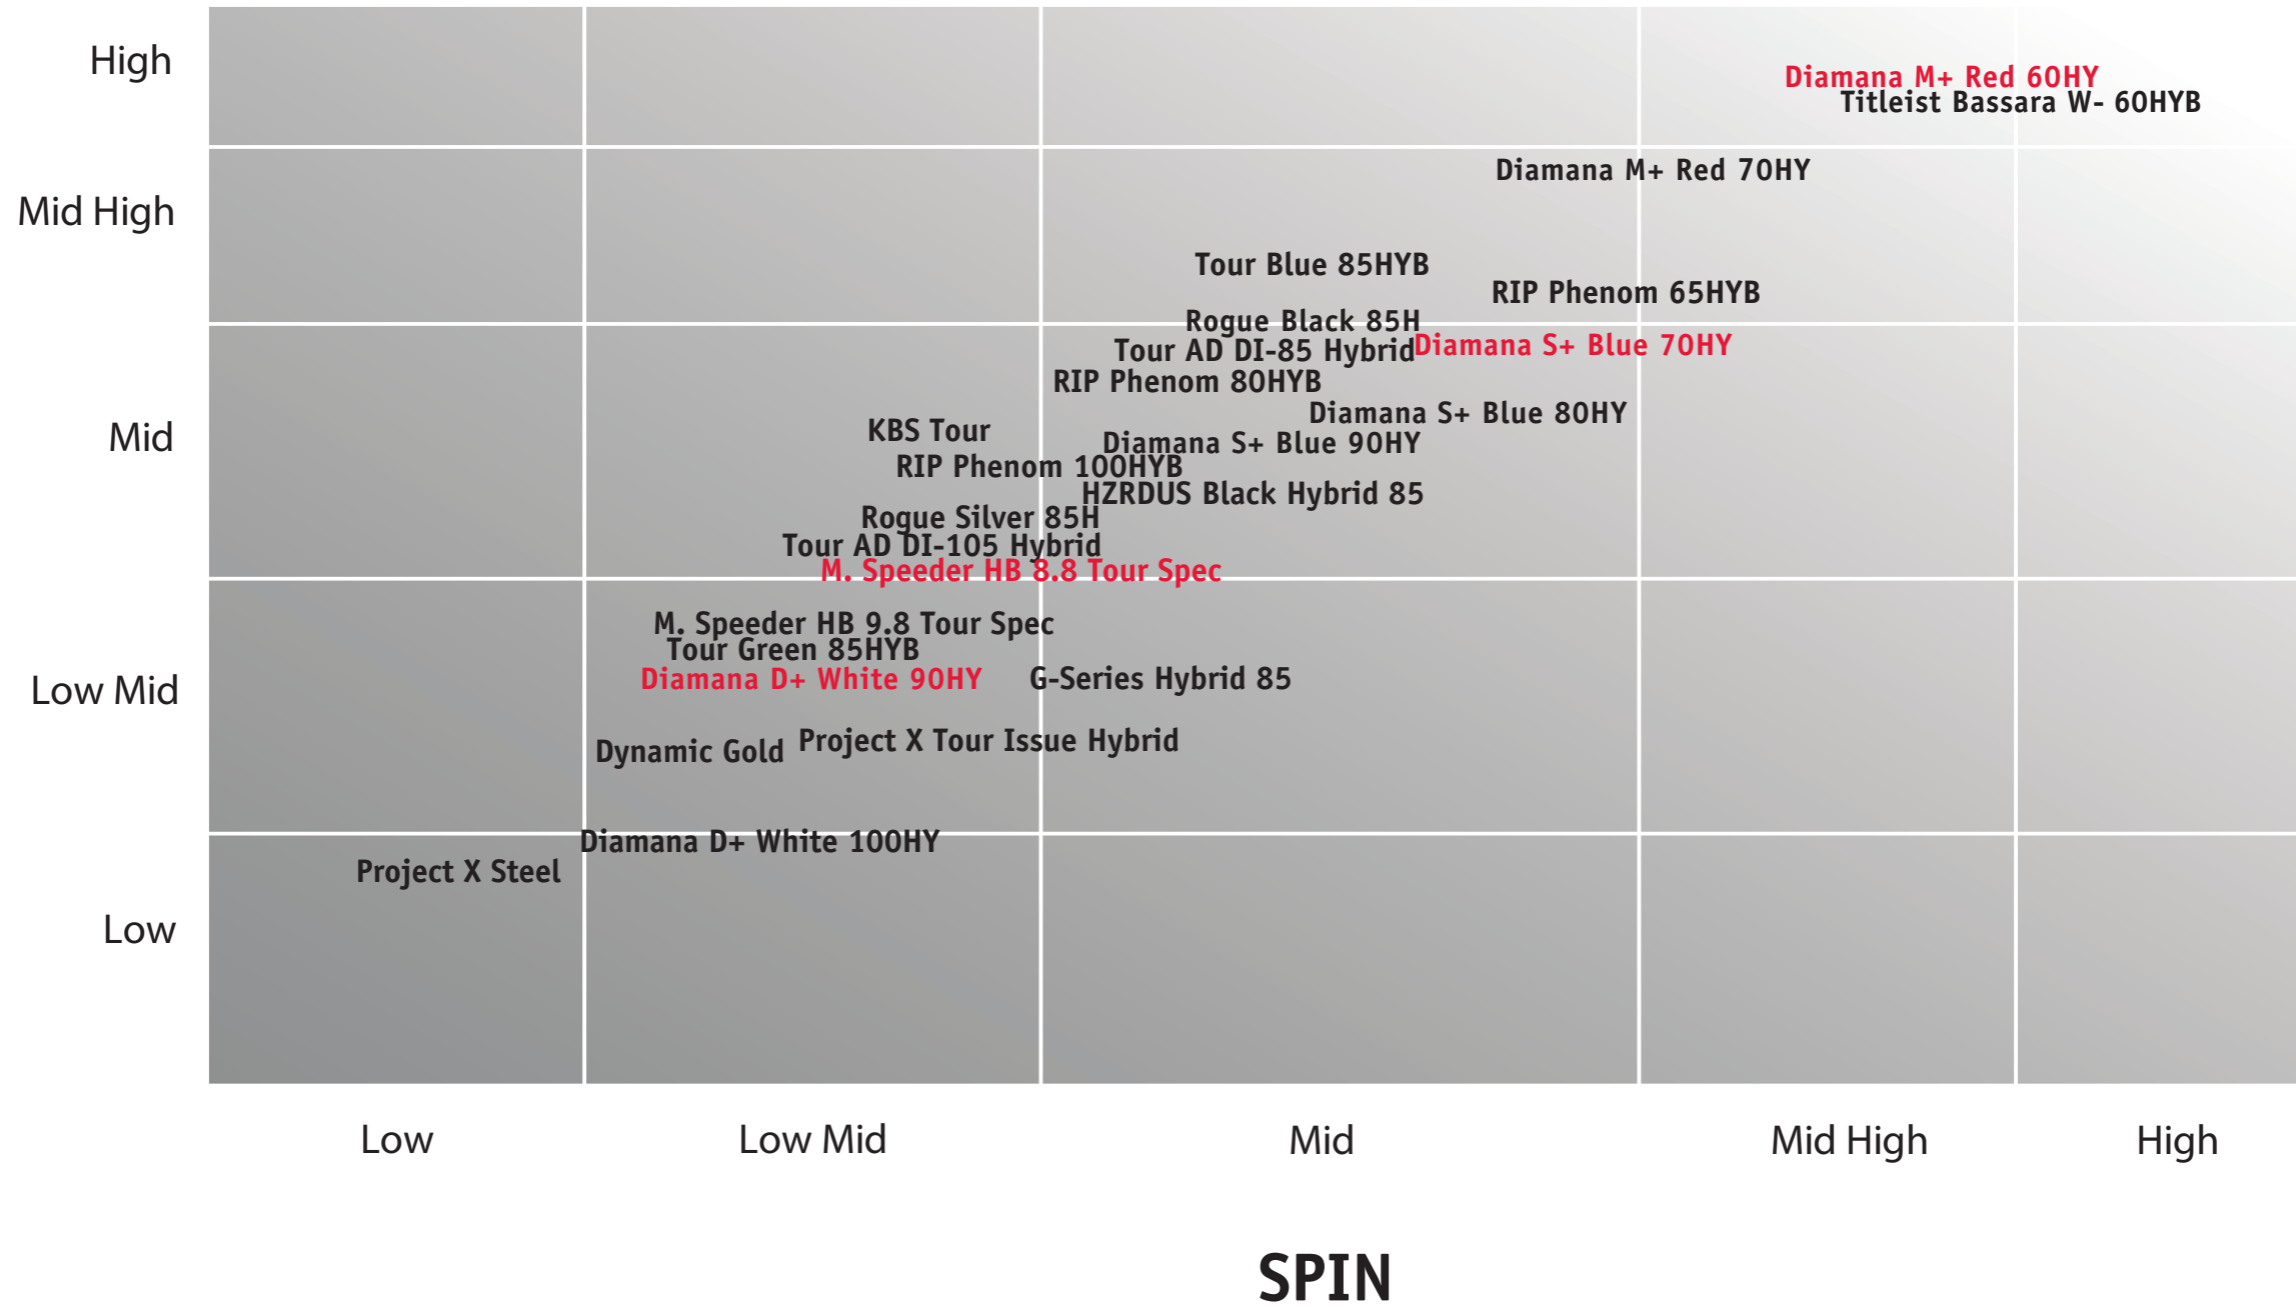 High
Diamana M+ Red 60HY
Titleist Bassara W- 60HYB
Diamana M+ Red 70HY
Mid High
Tour Blue 85HYB
RIP Phenom 65HYB
Rogue Black 85H
Diamana S+ Blue 70HY
Tour AD DI-85 Hybrid
RIP Phenom 80HYB
Diamana S+ Blue 80HY
KBS Tour
Mid
Diamana S+ Blue 90HY
RIP Phenom 100HYB
HZRDUS Black Hybrid 85
Rogue Silver 85H
Tour AD DI-105 Hybrid
M. Speeder HB 8.8 Tour Spec
M. Speeder HB 9.8 Tour Spec
Tour Green 85HYB
Diamana D+ White 90HY
G-Series Hybrid 85
Low Mid
Project X Tour Issue Hybrid
Dynamic Gold
Diamana D+ White 100HY
Project X Steel
Low
Low
Low Mid
Mid
Mid High
High
SPIN